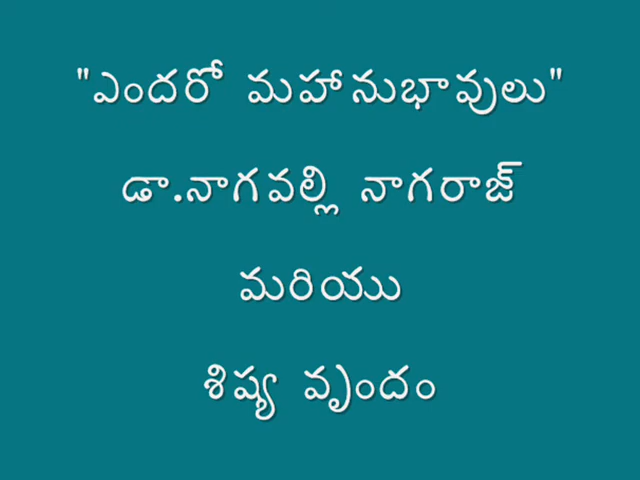 "ఎందరో మహానుభావులు"
డా.నాగవల్లి నాగరాజ్
మరియు
శిష్య వృందం